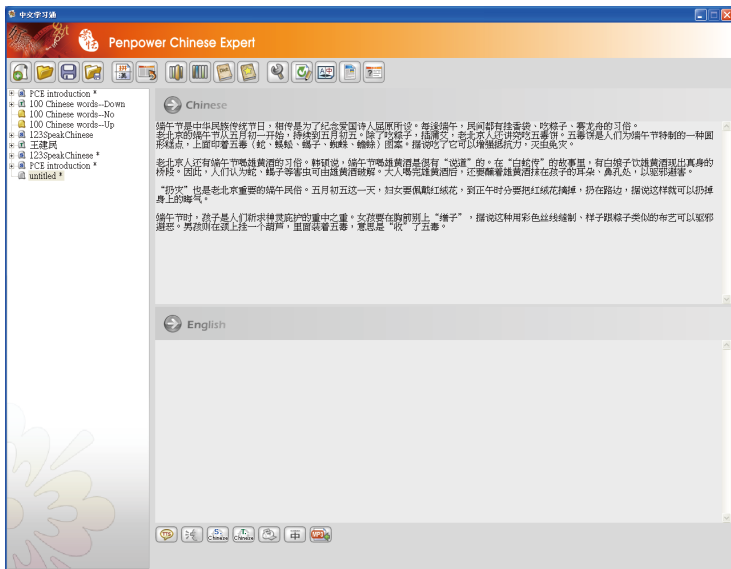 中文学习通
Penpower Chinese Expert
PCE introduction *
100 Chinese words--Down
100 Chinese words--No
100 Chinese words--Up
123SpeakChinese
王建民
123SpeakChinese *
PCE introduction *
untitled *
Chinese
端午节是中华民族传统节日，相传是为了纪念爱国诗人屈原所设。每逢端午，民间都有挂香袋、吃粽子、赛龙舟的习俗。
老北京的端午节从五月初一开始，持续到五月初五。除了吃粽子，插蒲艾，老北京人还讲究吃五毒饼。五毒饼是人们为端午节特制的一种圆
形糕点，上面印着五毒（蛇、蜈蚣、蝎子、蜘蛛、蟾蜍）图案。据说吃了它可以增强抵抗力，灭虫免灾。
老北京人还有端午节喝雄黄酒的习俗。韩锁说，端午节喝雄黄酒是很有“说道”的。在“白蛇传”的故事里，有白娘子饮雄黄酒现出真身的
桥段。因此，人们认为蛇、蝎子等害虫可由雄黄酒破解。大人喝完雄黄酒后，还要蘸着雄黄酒抹在孩子的耳朵、鼻孔处，以驱邪避害。
“扔灾”也是老北京重要的端午民俗。五月初五这一天，妇女要佩戴红绒花，到正午时分要把红绒花摘掉，扔在路边，据说这样就可以扔掉
身上的晦气。
端午节时，孩子是人们祈求神灵庇护的重中之重。女孩要在胸前别上“ 子”，据说这种用彩色丝线缝制、样子跟粽子类似的布艺可以驱邪
避恶。男孩则在颈上挂一个葫芦，里面装着五毒，意思是“收”了五毒。
English
TTS
S. Chinese
T. Chinese
中
MP3